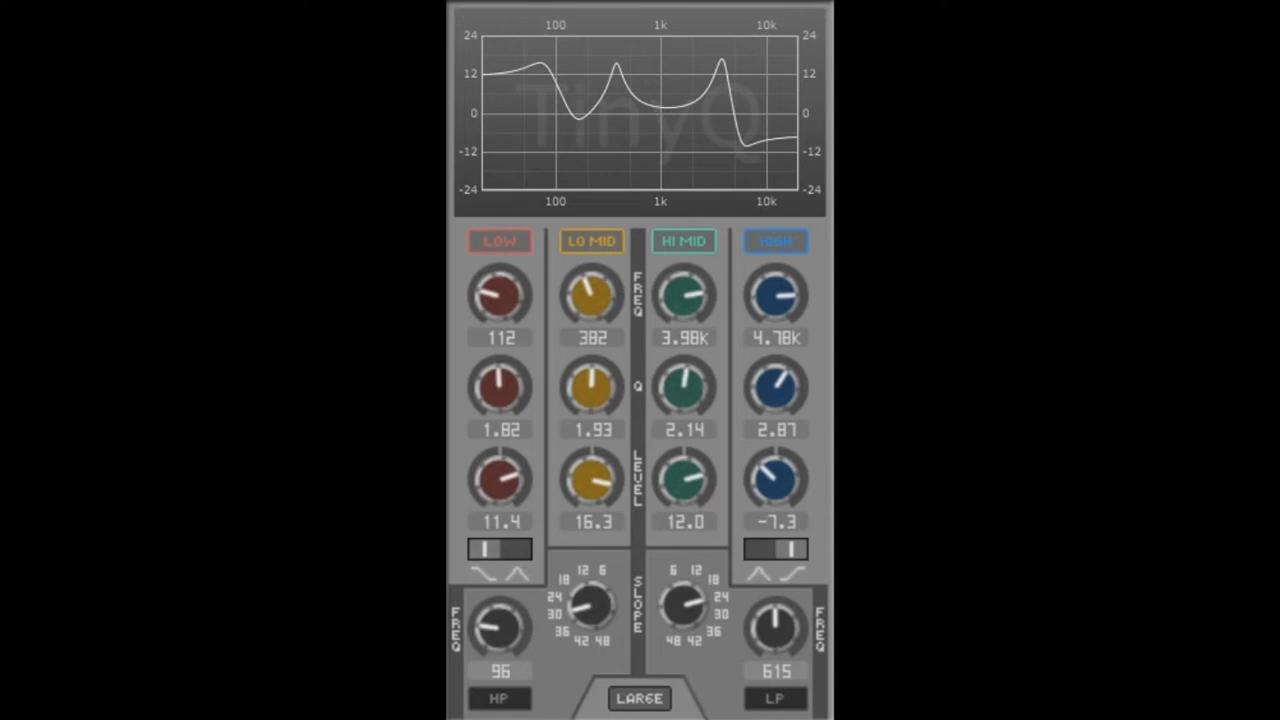 100 1k 10k
24 24
12 12
0 0
-12 -12
-24 -24
TinyQ
100 1k 10k
LOW LO MID HI MID HIGH
FREQ
112 382 3.98K 4.78K
Q
1.82 1.93 2.14 2.87
LEVEL
11.4 16.3 12.0 -7.3
12 6 6 12
18 18
24 24
30 30
36 36
42 48 48 42
SLOPE
FREQ FREQ
96 615
HP LARGE LP